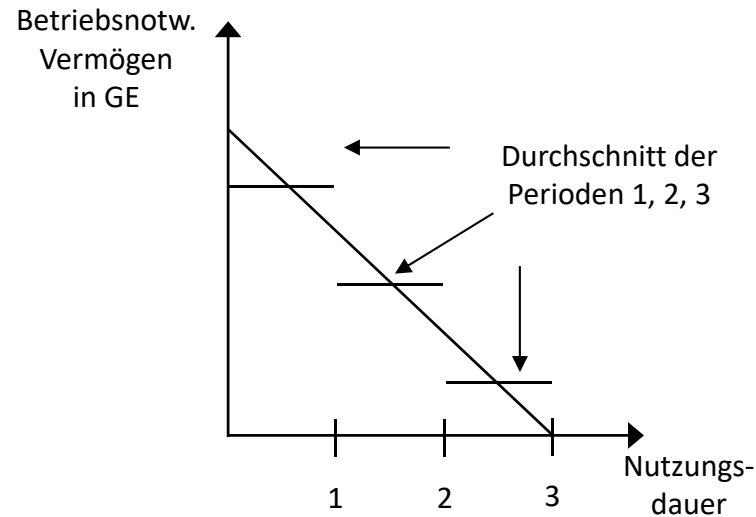 Betriebsnotw.
Vermögen
in GE
Durchschnitt der
Perioden 1, 2, 3
1
2
3
Nutzungs-
dauer